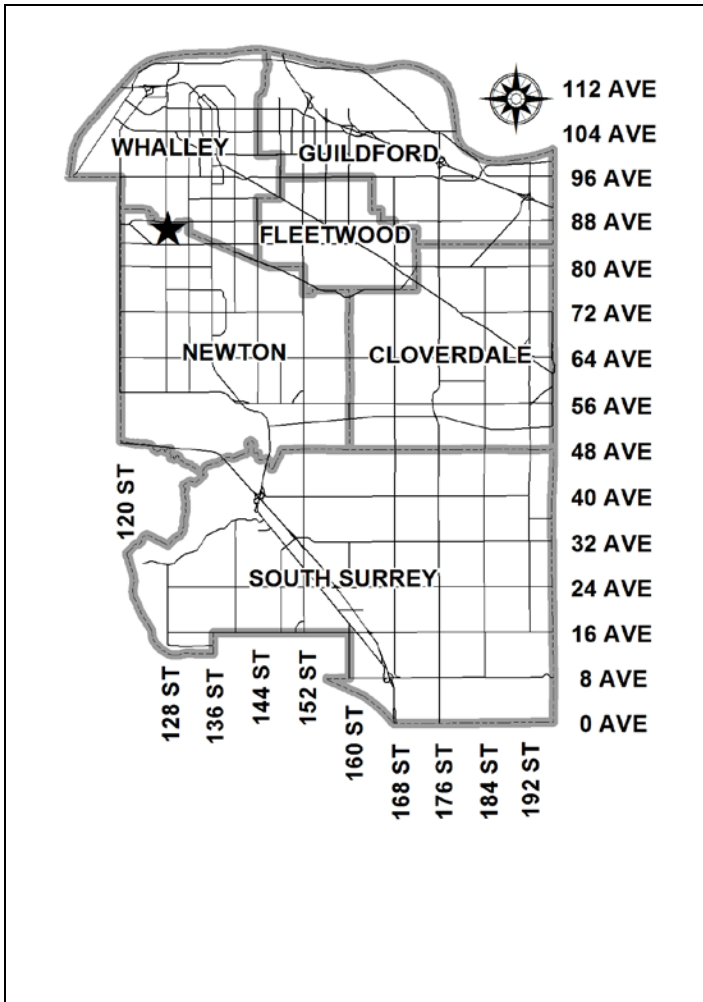 112 AVE
104 AVE
WHALLEY
GUILDFORD
96 AVE
88 AVE
FLEETWOOD
80 AVE
72 AVE
NEWTON
CLOVERDALE
64 AVE
56 AVE
48 AVE
120 ST
40 AVE
32 AVE
SOUTH SURREY
24 AVE
16 AVE
8 AVE
0 AVE
128 ST
136 ST
144 ST
152 ST
160 ST
168 ST
176 ST
184 ST
192 ST